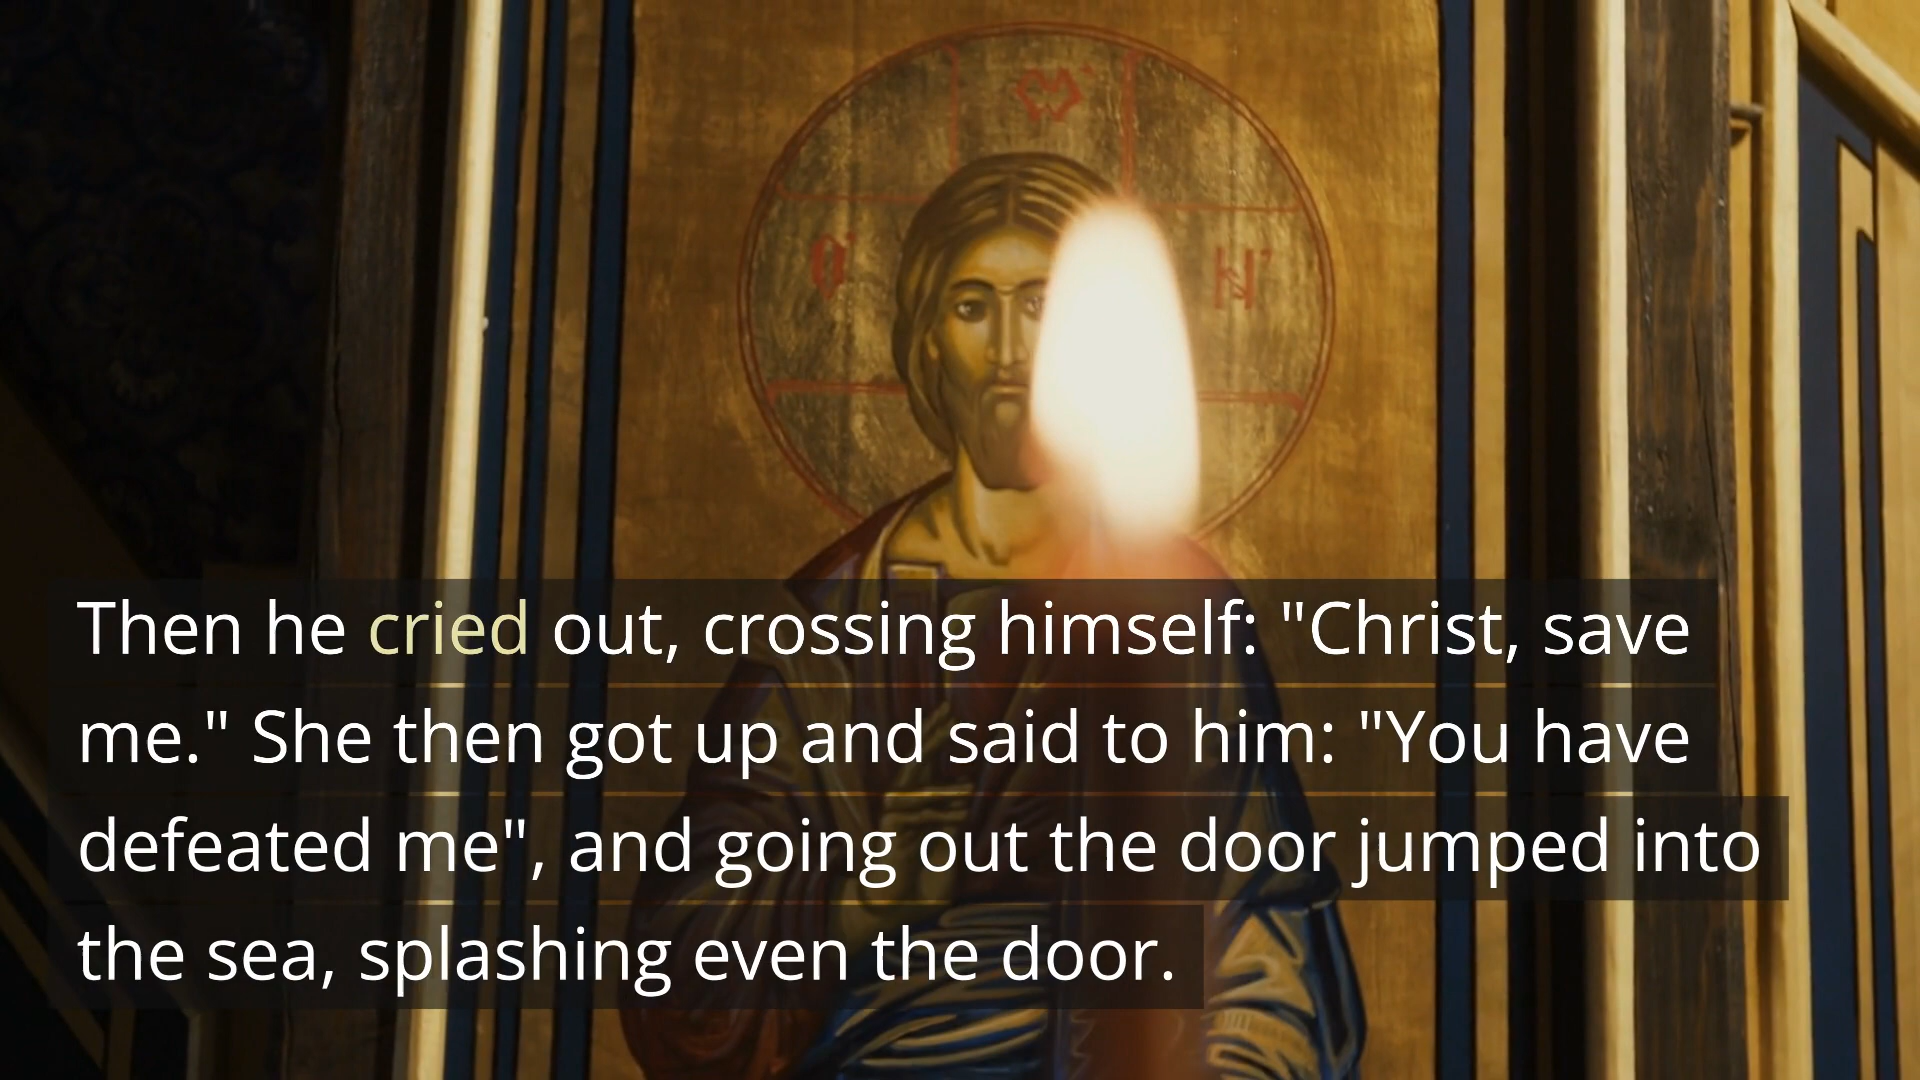 Ѡ
Ο Η
Then he cried out, crossing himself: "Christ, save
me." She then got up and said to him: "You have
defeated me", and going out the door jumped into
the sea, splashing even the door.